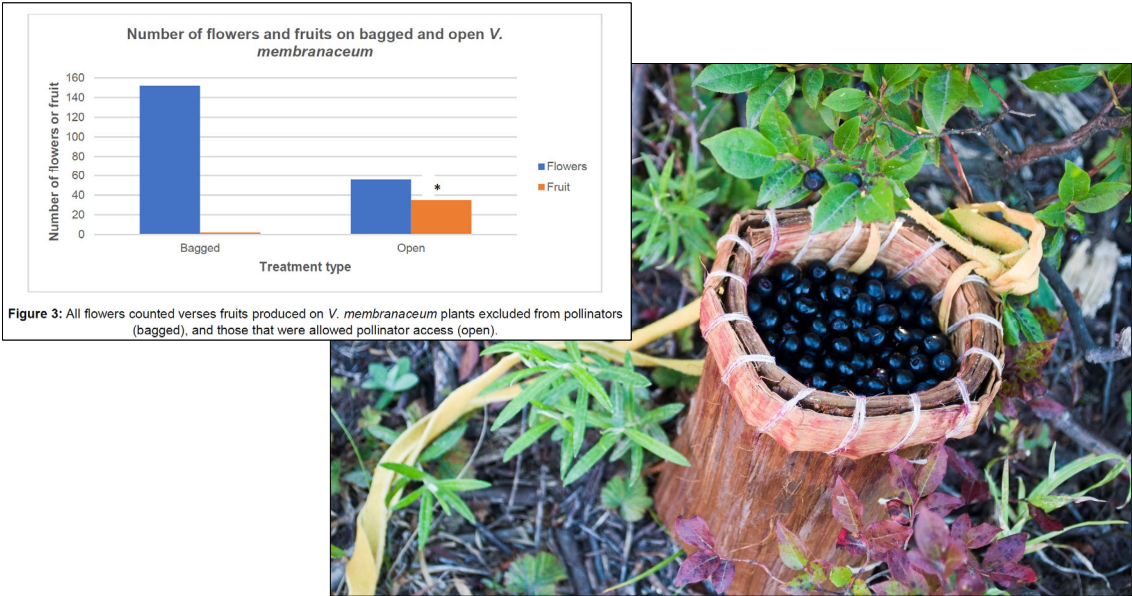 Number of flowers and fruits on bagged and open V.
membranaceum
Number of flowers or fruit
160
140
120
100
80
60
40
20
0
*
Flowers
Fruit
Bagged
Open
Treatment type
Figure 3: All flowers counted verses fruits produced on V. membranaceum plants excluded from pollinators
(bagged), and those that were allowed pollinator access (open).